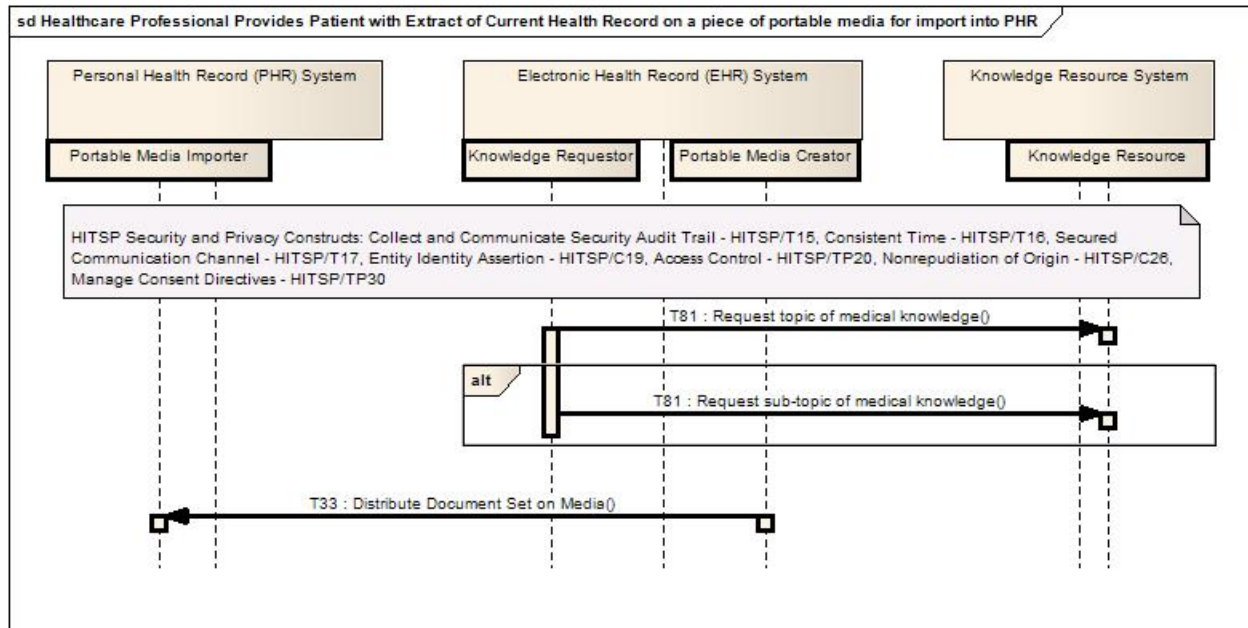 sd Healthcare Professional Provides Patient with Extract of Current Health Record on a piece of portable media for import into PHR
Personal Health Record (PHR) System
Electronic Health Record (EHR) System
Knowledge Resource System
Portable Media Importer
Knowledge Requestor
Portable Media Creator
Knowledge Resource
HITSP Security and Privacy Constructs: Collect and Communicate Security Audit Trail - HITSP/T15, Consistent Time - HITSP/T16, Secured
Communication Channel - HITSP/T17, Entity Identity Assertion - HITSP/C19, Access Control - HITSP/TP20, Nonrepudiation of Origin - HITSP/C26,
Manage Consent Directives - HITSP/TP30
T81 : Request topic of medical knowledge()
alt
T81 : Request sub-topic of medical knowledge()
T33 : Distribute Document Set on Media()